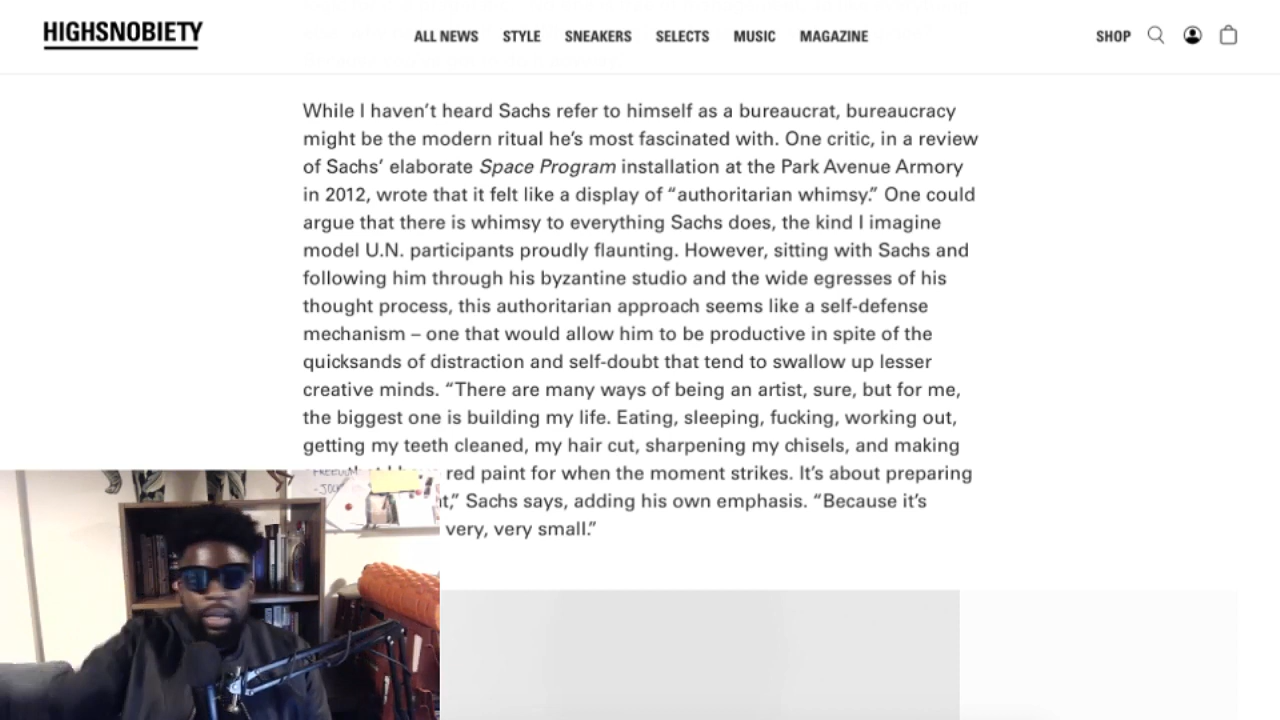 HIGHSNOBIETY
ALL NEWS STYLE SNEAKERS SELECTS MUSIC MAGAZINE
SHOP
While I haven’t heard Sachs refer to himself as a bureaucrat, bureaucracy
might be the modern ritual he’s most fascinated with. One critic, in a review
of Sachs’ elaborate Space Program installation at the Park Avenue Armory
in 2012, wrote that it felt like a display of “authoritarian whimsy.” One could
argue that there is whimsy to everything Sachs does, the kind I imagine
model U.N. participants proudly flaunting. However, sitting with Sachs and
following him through his byzantine studio and the wide egresses of his
thought process, this authoritarian approach seems like a self-defense
mechanism – one that would allow him to be productive in spite of the
quicksands of distraction and self-doubt that tend to swallow up lesser
creative minds. “There are many ways of being an artist, sure, but for me,
the biggest one is building my life. Eating, sleeping, fucking, working out,
getting my teeth cleaned, my hair cut, sharpening my chisels, and making
red paint for when the moment strikes. It’s about preparing
Sachs says, adding his own emphasis. “Because it’s
very, very small.”